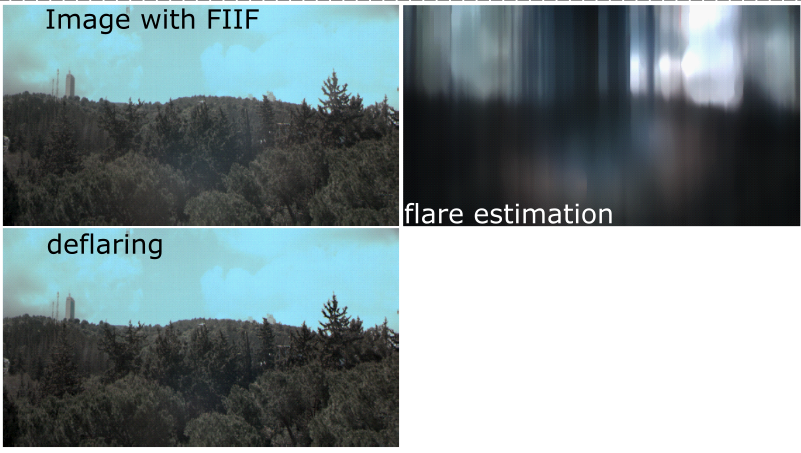 Image with FIIF
flare estimation
deflaring